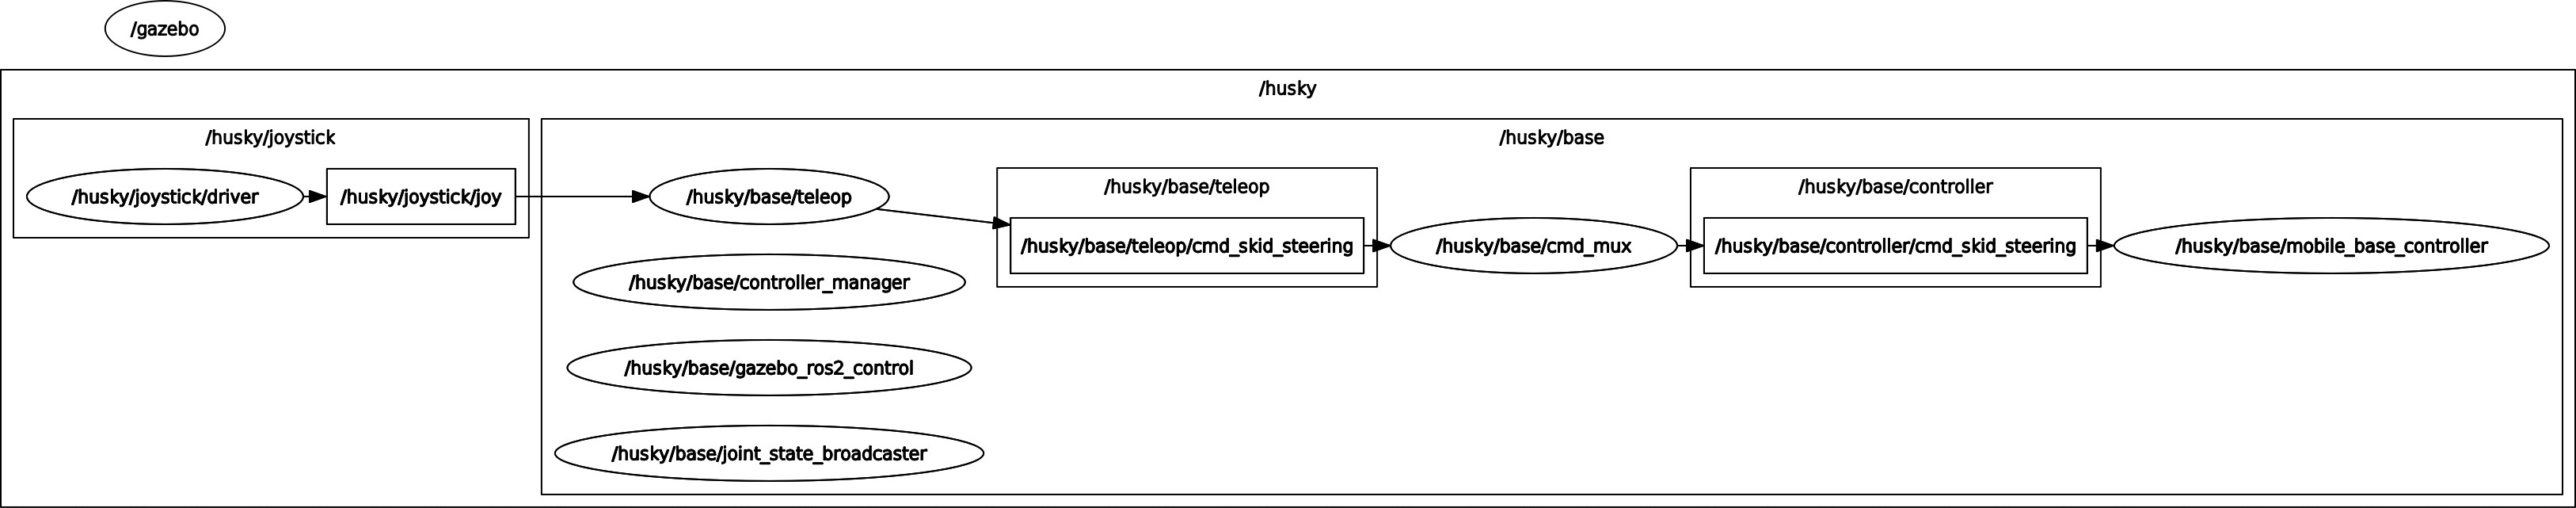 /gazebo
/husky
/husky/joystick
/husky/base
/husky/joystick/driver
/husky/joystick/joy
/husky/base/teleop
/husky/base/teleop
/husky/base/teleop/cmd_skid_steering
/husky/base/cmd_mux
/husky/base/controller
/husky/base/controller/cmd_skid_steering
/husky/base/mobile_base_controller
/husky/base/controller_manager
/husky/base/gazebo_ros2_control
/husky/base/joint_state_broadcaster